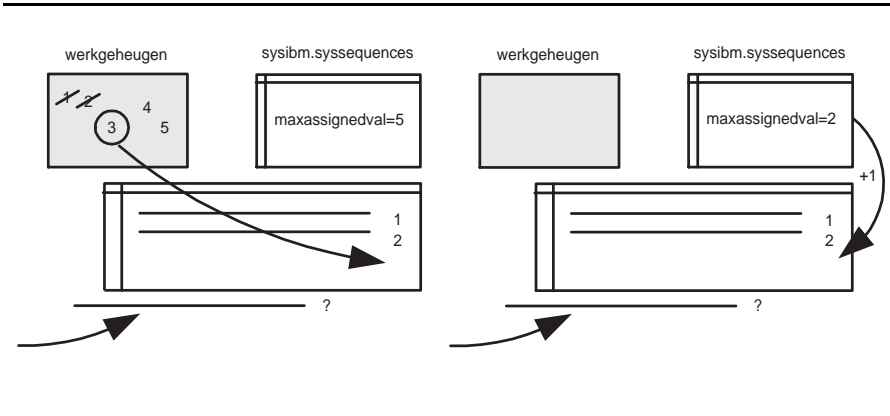 werkgeheugen
sysibm.syssequences
1 2
4
3
5
maxassignedval=5
1
2
?
werkgeheugen
sysibm.syssequences
maxassignedval=2
+1
1
2
?